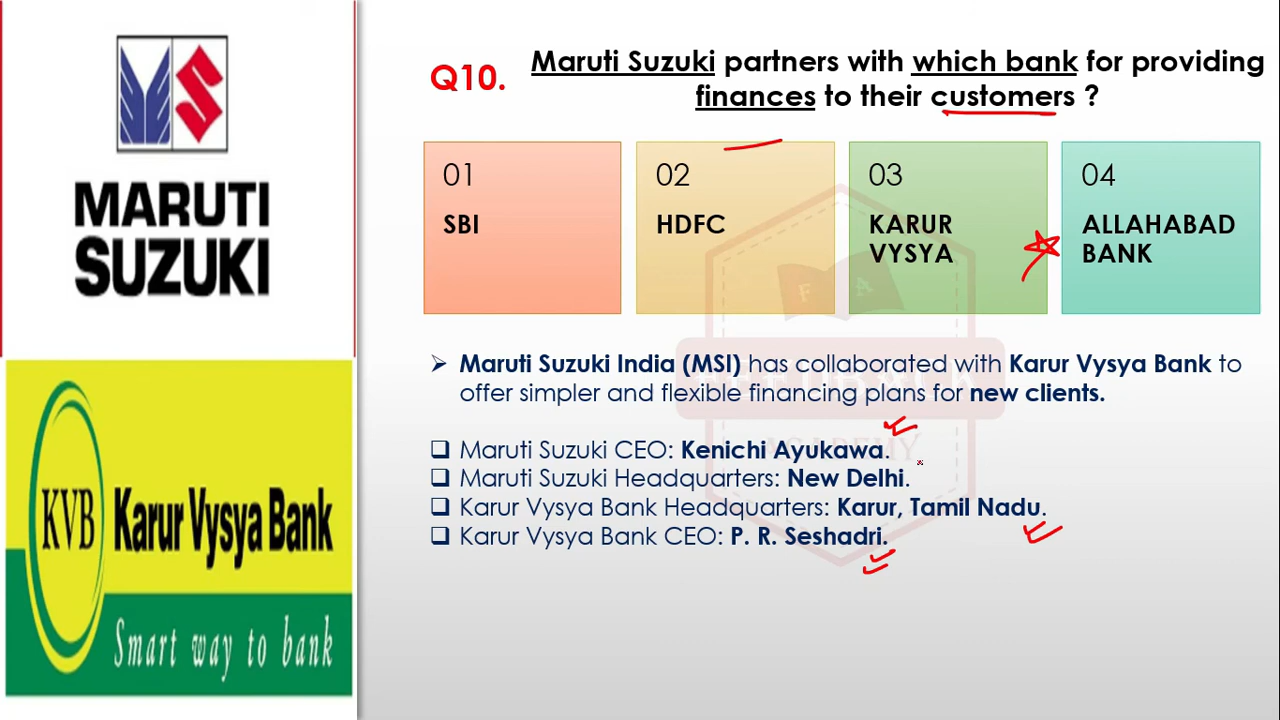 MARUTI
SUZUKI
KVB Karur Vysya Bank
Smart way to bank
Q10. Maruti Suzuki partners with which bank for providing
finances to their customers ?
01
SBI
02
HDFC
03
KARUR
VYSYA
04
ALLAHABAD
BANK
F A
ACADEMY
➢ Maruti Suzuki India (MSI) has collaborated with Karur Vysya Bank to
offer simpler and flexible financing plans for new clients.
❑ Maruti Suzuki CEO: Kenichi Ayukawa.
❑ Maruti Suzuki Headquarters: New Delhi.
❑ Karur Vysya Bank Headquarters: Karur, Tamil Nadu.
❑ Karur Vysya Bank CEO: P. R. Seshadri.